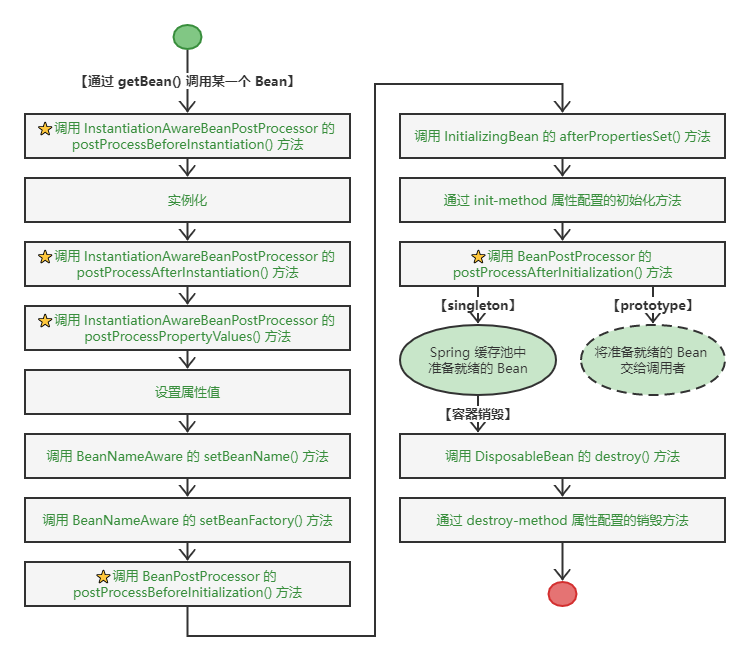 【通过 getBean() 调用某一个 Bean】
⭐调用 InstantiationAwareBeanPostProcessor 的
postProcessBeforeInstantiation() 方法
实例化
⭐调用 InstantiationAwareBeanPostProcessor 的
postProcessAfterInstantiation() 方法
⭐调用 InstantiationAwareBeanPostProcessor 的
postProcessPropertyValues() 方法
设置属性值
调用 BeanNameAware 的 setBeanName() 方法
调用 BeanNameAware 的 setBeanFactory() 方法
⭐调用 BeanPostProcessor 的
postProcessBeforeInitialization() 方法
调用 InitializingBean 的 afterPropertiesSet() 方法
通过 init-method 属性配置的初始化方法
⭐调用 BeanPostProcessor 的
postProcessAfterInitialization() 方法
【singleton】
【prototype】
Spring 缓存池中
准备就绪的 Bean
将准备就绪的 Bean
交给调用者
【容器销毁】
调用 DisposableBean 的 destroy() 方法
通过 destroy-method 属性配置的销毁方法